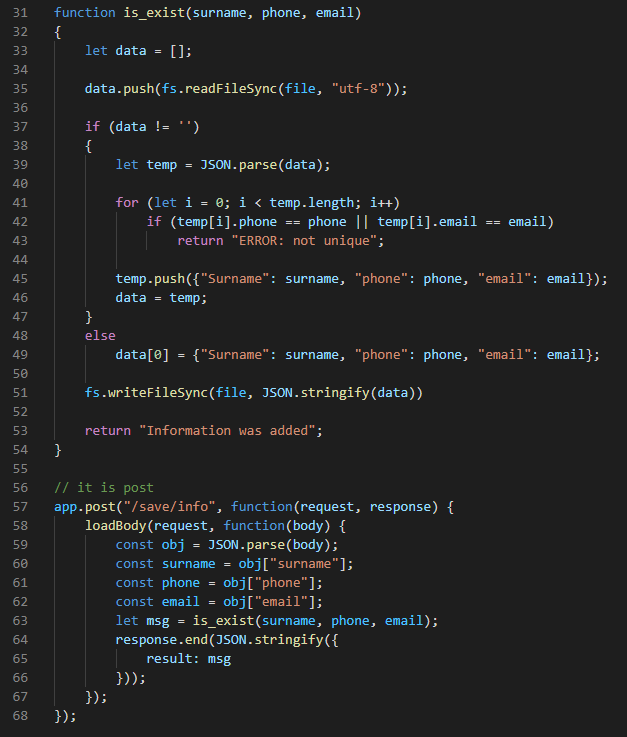 31 function is_exist(surname, phone, email)
32 {
33     let data = [];
34
35     data.push(fs.readFileSync(file, "utf-8"));
36
37     if (data != '')
38     {
39         let temp = JSON.parse(data);
40
41         for (let i = 0; i < temp.length; i++)
42             if (temp[i].phone == phone || temp[i].email == email)
43                 return "ERROR: not unique";
44
45         temp.push({"Surname": surname, "phone": phone, "email": email});
46         data = temp;
47     }
48     else
49         data[0] = {"Surname": surname, "phone": phone, "email": email};
50
51     fs.writeFileSync(file, JSON.stringify(data))
52
53     return "Information was added";
54 }
55
56 // it is post
57 app.post("/save/info", function(request, response) {
58     loadBody(request, function(body) {
59         const obj = JSON.parse(body);
60         const surname = obj["surname"];
61         const phone = obj["phone"];
62         const email = obj["email"];
63         let msg = is_exist(surname, phone, email);
64         response.end(JSON.stringify({
65             result: msg
66         }));
67     });
68 });